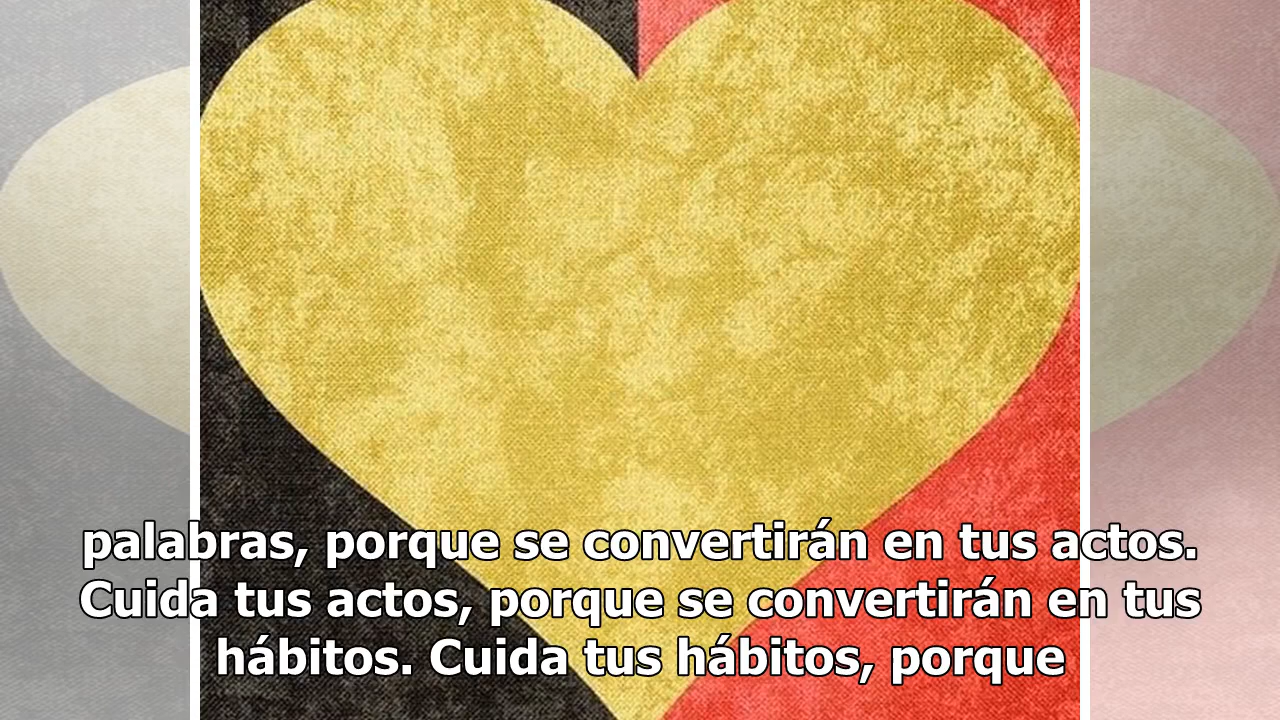 palabras, porque se convertirán en tus actos.
Cuida tus actos, porque se convertirán en tus
hábitos. Cuida tus hábitos, porque